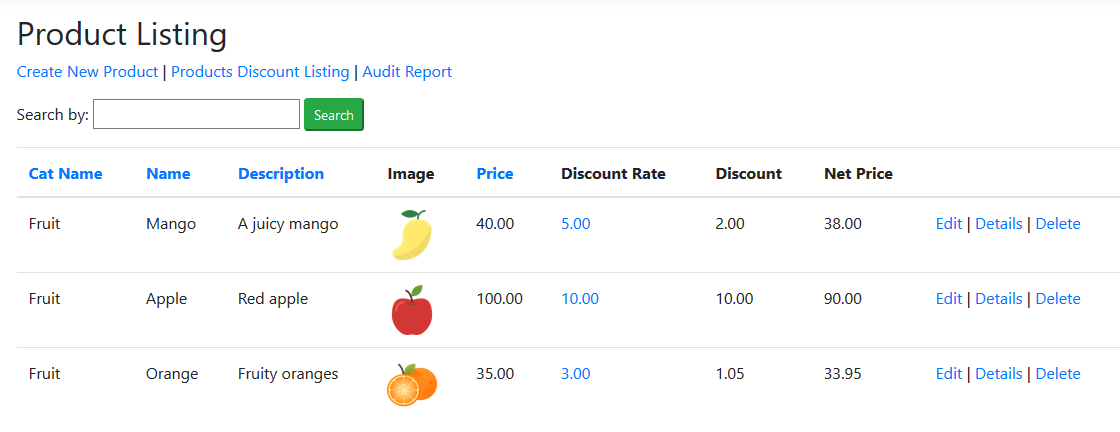 Product Listing
Create New Product | Products Discount Listing | Audit Report
Search by: Search
Cat Name Name Description Image Price Discount Rate Discount Net Price
Fruit Mango A juicy mango 40.00 5.00 2.00 38.00 Edit | Details | Delete
Fruit Apple Red apple 100.00 10.00 10.00 90.00 Edit | Details | Delete
Fruit Orange Fruity oranges 35.00 3.00 1.05 33.95 Edit | Details | Delete